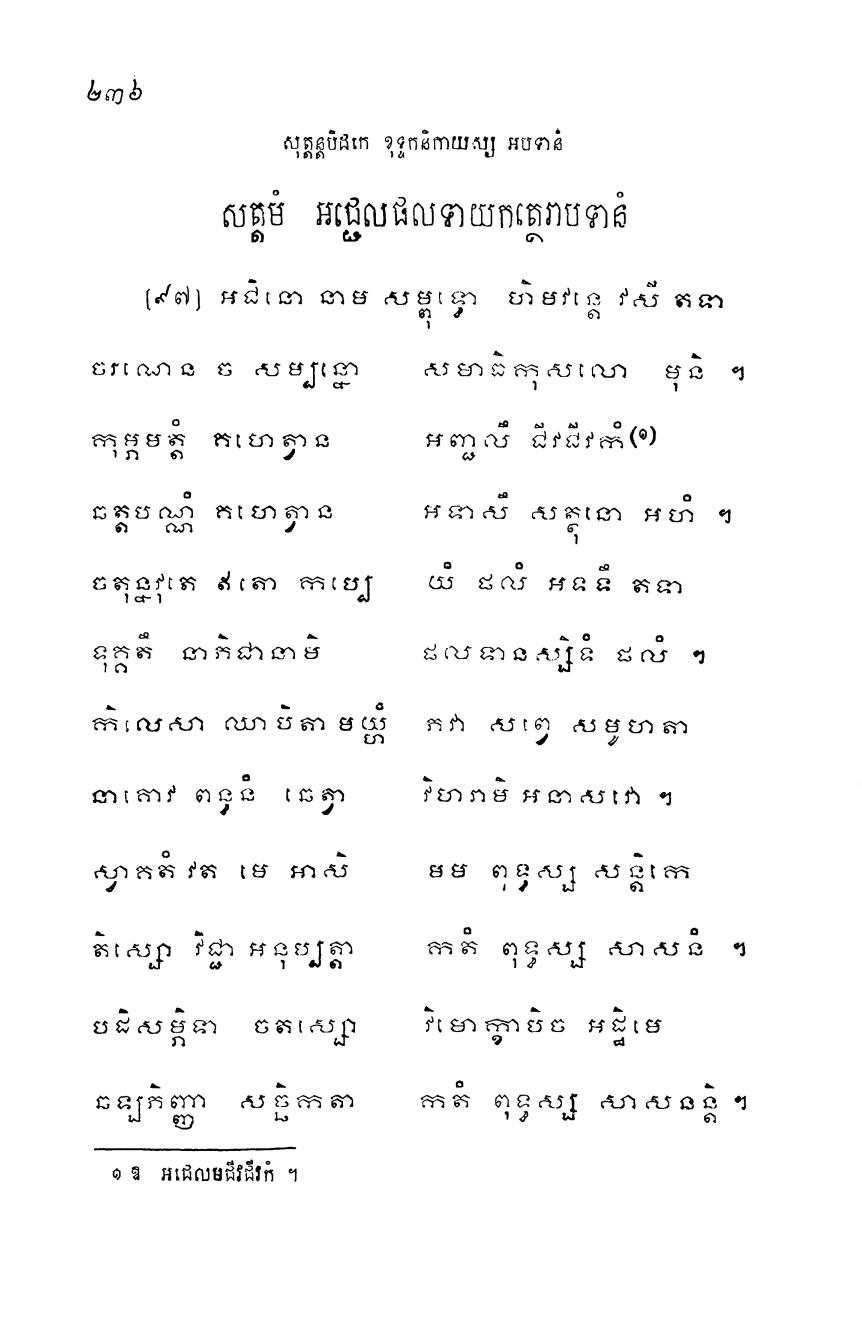 ២៣៦
សុត្តន្តបិដកេ ខុទ្ទកនិកាយស្ស អបទានំ
សត្តមំ អជ្ជេលផលទាយកត្ថេរាបទានំ
[៩៧] អជិនោ នាម សម្ពុទ្ធោ ហិមវន្តេ វសី តទា
ចរណេន ច សម្បន្នោ សមាធិកុសលោ មុនិ ។
កុម្ភមត្តំ គហេត្វាន អញ្ជលឹ ជីវជីវកំ(១)
ឆត្តបណ្ណំ គហេត្វាន អទាសឹ សត្ថុនោ អហំ ។
ចតុន្នវុតេ ឥតោ កប្បេ យំ ផលំ អទទឹ តទា
ទុគ្គតឹ នាភិជានាមិ ផលទានស្សិទំ ផលំ ។
កិលេសា ឈាបិតា មយ្ហំ ភវា សព្វេ សមូហតា
នាគោវ ពន្ធនំ ឆេត្វា វិហរាមិ អនាសវោ ។
ស្វាគតំ វត មេ អាសិ មម ពុទ្ធស្ស សន្តិកេ
តិស្សោ វិជ្ជា អនុប្បត្តា កតំ ពុទ្ធស្ស សាសនំ ។
បដិសម្ភិទា ចតស្សោ វិមោក្ខាបិច អដ្ឋិមេ
ឆឡភិញ្ញា សច្ឆិកតា កតំ ពុទ្ធស្ស សាសនន្តិ ។
១ ឱ អជេលមជីវជីវកំ ។